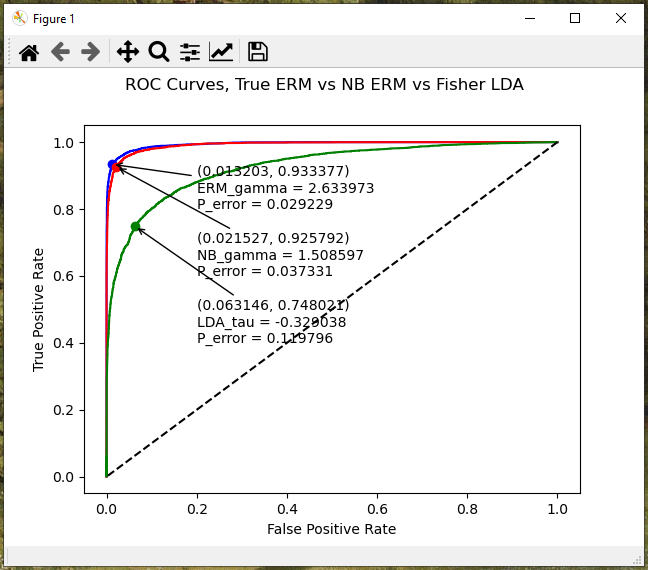 Figure 1
ROC Curves, True ERM vs NB ERM vs Fisher LDA
1.0
0.8
0.6
0.4
0.2
0.0
True Positive Rate
(0.013203, 0.933377)
ERM_gamma = 2.633973
P_error = 0.029229
(0.021527, 0.925792)
NB_gamma = 1.508597
P_error = 0.037331
(0.063146, 0.748021)
LDA_tau = -0.329038
P_error = 0.119796
0.0 0.2 0.4 0.6 0.8 1.0
False Positive Rate